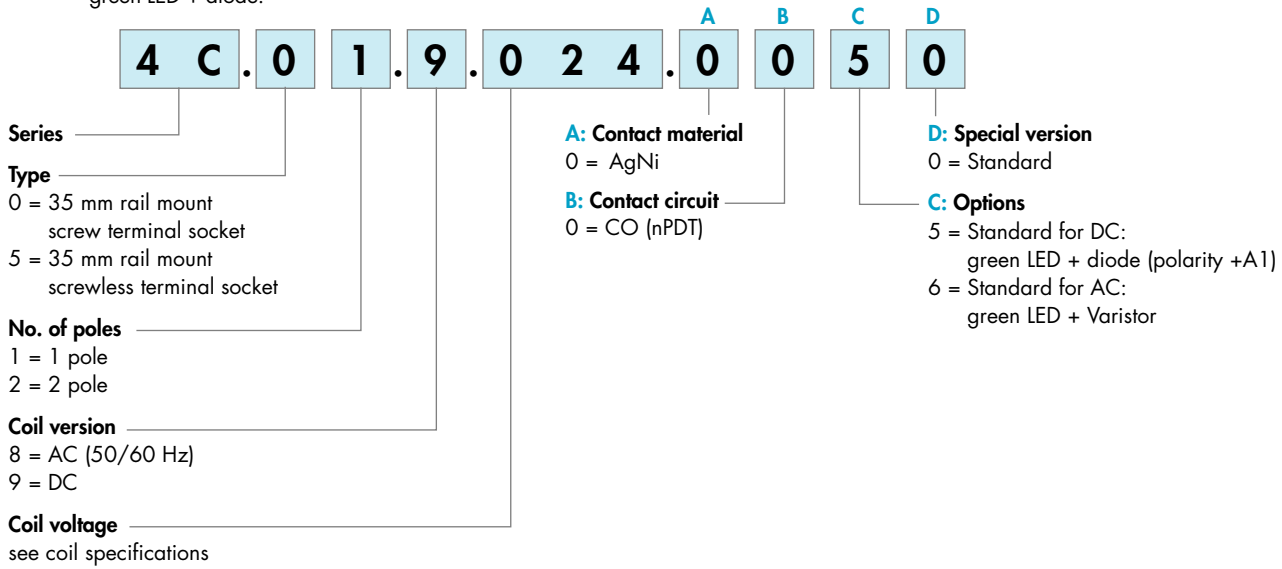 green LED + diode.
A B C D
4 C . 0 1 . 9 . 0 2 4 . 0 0 5 0
Series
Type
0 = 35 mm rail mount
screw terminal socket
5 = 35 mm rail mount
screwless terminal socket
No. of poles
1 = 1 pole
2 = 2 pole
Coil version
8 = AC (50/60 Hz)
9 = DC
Coil voltage
see coil specifications
A: Contact material
0 = AgNi
B: Contact circuit
0 = CO (nPDT)
D: Special version
0 = Standard
C: Options
5 = Standard for DC:
green LED + diode (polarity +A1)
6 = Standard for AC:
green LED + Varistor